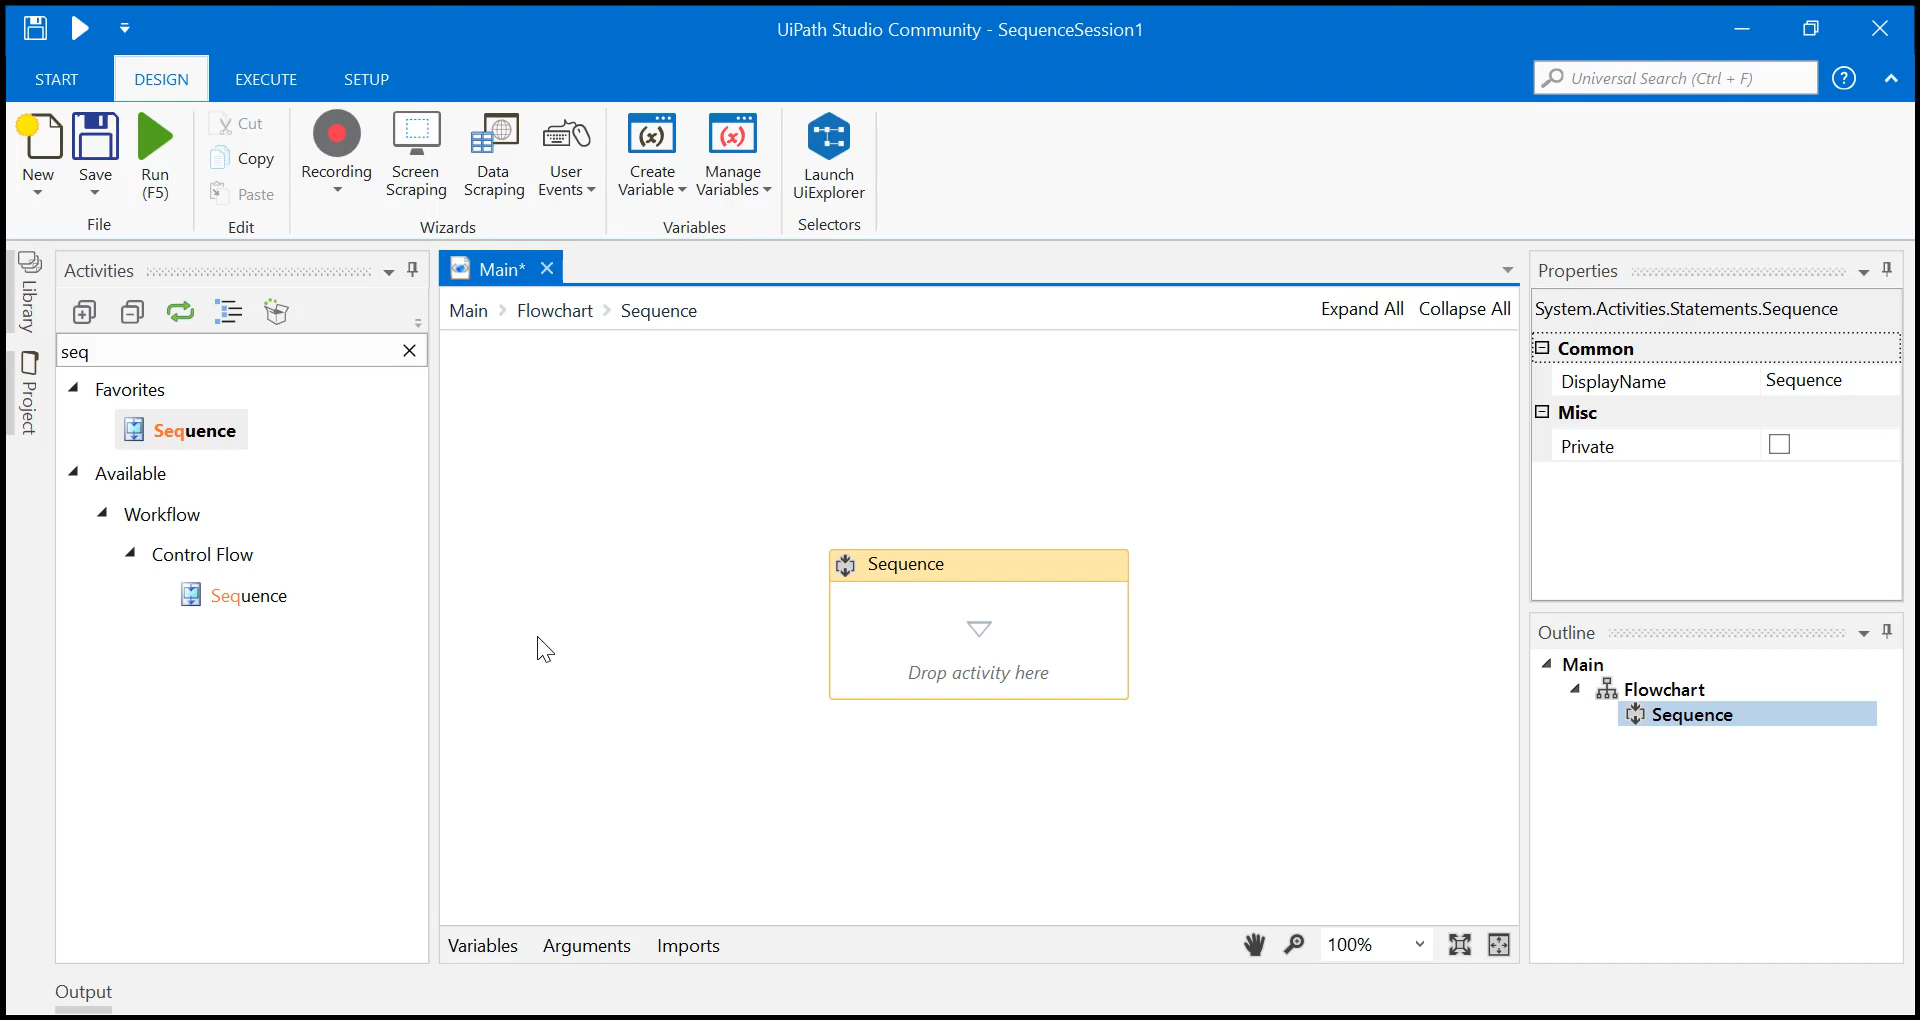 UiPath Studio Community - SequenceSession1
START DESIGN EXECUTE SETUP
Universal Search (Ctrl + F)
?
New
Save
Run
(F5)
File
Cut
Copy
Paste
Edit
Recording
Screen
Scraping
Data
Scraping
User
Events
Wizards
(x)
Create
Variable
(x)
Manage
Variables
Variables
Launch
UiExplorer
Selectors
Library
Project
Activities
seq
Favorites
Sequence
Available
Workflow
Control Flow
Sequence
Main*
Main Flowchart Sequence
Expand All Collapse All
Sequence
Drop activity here
Variables Arguments Imports
100%
Properties
System.Activities.Statements.Sequence
Common
DisplayName Sequence
Misc
Private
Outline
Main
Flowchart
Sequence
Output